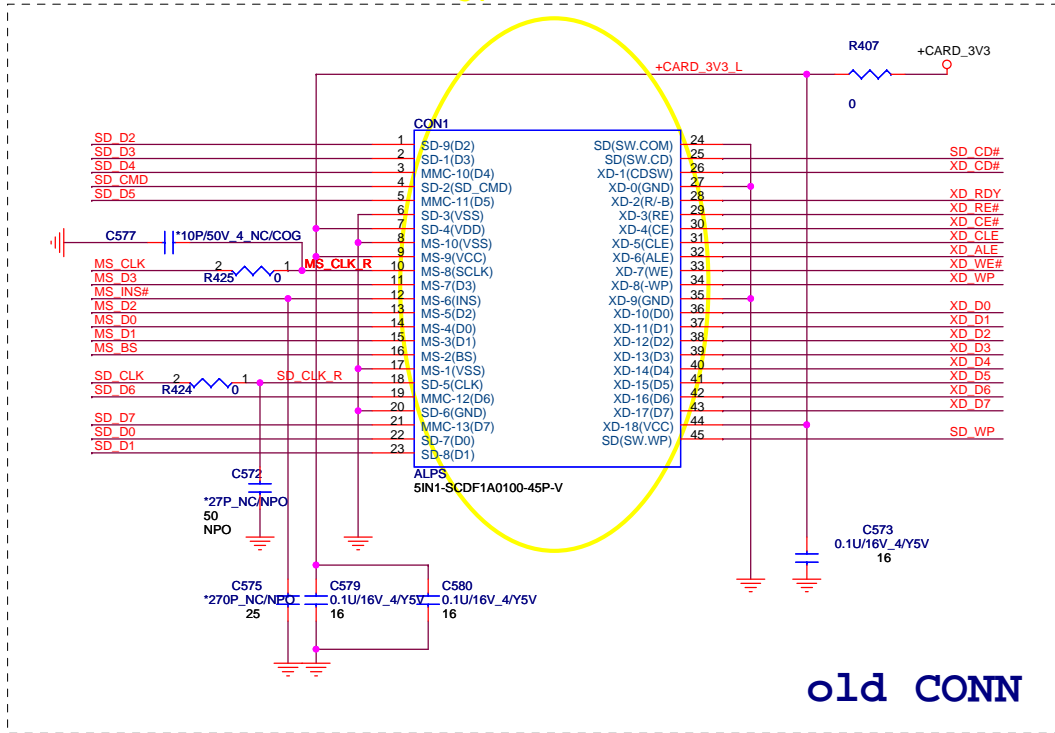 R407
+CARD_3V3
+CARD_3V3_L
0
CON1
SD_D2 1 SD-9(D2) SD(SW.COM) 24
SD_D3 2 SD-1(D3) SD(SW.CD) 25 SD_CD#
SD_D4 3 MMC-10(D4) XD-1(CDSW) 26 XD_CD#
SD_CMD 4 SD-2(SD_CMD) XD-0(GND) 27
SD_D5 5 MMC-11(D5) XD-2(R/-B) 28 XD_RDY
6 SD-3(VSS) XD-3(RE) 29 XD_RE#
7 SD-4(VDD) XD-4(CE) 30 XD_CE#
C577 *10P/50V_4_NC/COG 8 MS-10(VSS) XD-5(CLE) 31 XD_CLE
9 MS-9(VCC) XD-6(ALE) 32 XD_ALE
MS_CLK 2 1 MS_CLK_R 10 MS-8(SCLK) XD-7(WE) 33 XD_WE#
R425 0
MS_D3 11 MS-7(D3) XD-8(-WP) 34 XD_WP
MS_INS# 12 MS-6(INS) XD-9(GND) 35
MS_D2 13 MS-5(D2) XD-10(D0) 36 XD_D0
MS_D0 14 MS-4(D0) XD-11(D1) 37 XD_D1
MS_D1 15 MS-3(D1) XD-12(D2) 38 XD_D2
MS_BS 16 MS-2(BS) XD-13(D3) 39 XD_D3
17 MS-1(VSS) XD-14(D4) 40 XD_D4
SD_CLK 2 1 SD_CLK_R 18 SD-5(CLK) XD-15(D5) 41 XD_D5
R424 0
SD_D6 19 MMC-12(D6) XD-16(D6) 42 XD_D6
20 SD-6(GND) XD-17(D7) 43 XD_D7
SD_D7 21 MMC-13(D7) XD-18(VCC) 44
SD_D0 22 SD-7(D0) SD(SW.WP) 45 SD_WP
SD_D1 23 SD-8(D1)
ALPS
5IN1-SCDF1A0100-45P-V
C572
*27P_NC/NPO
50
NPO
C573
0.1U/16V_4/Y5V
16
C575
*270P_NC/NPO
25
C579
0.1U/16V_4/Y5V
16
C580
0.1U/16V_4/Y5V
16
old CONN